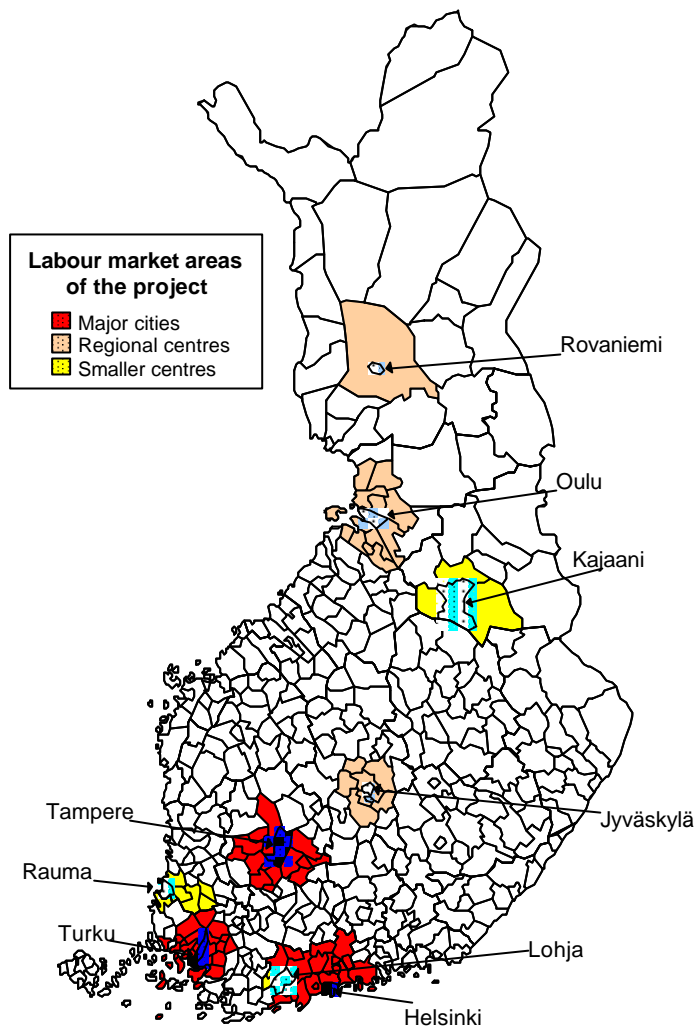 Labour market areas
of the project
Major cities
Regional centres
Smaller centres
Rovaniemi
Oulu
Kajaani
Tampere
Jyväskylä
Rauma
Turku
Lohja
Helsinki